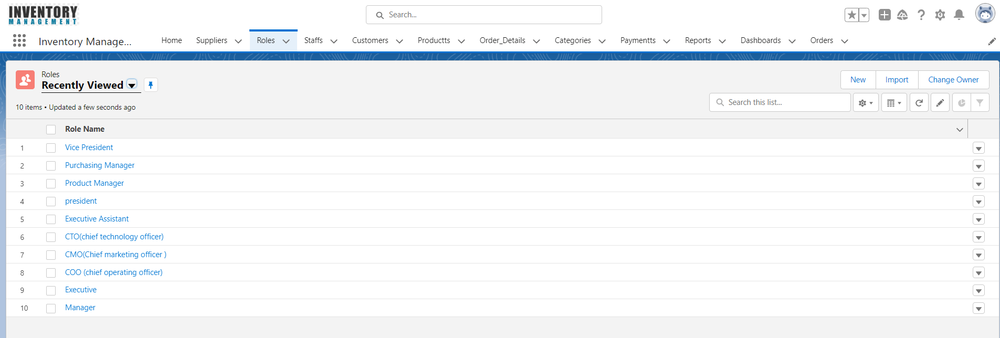 INVENTORY
MANAGEMENT
Search...
Inventory Manage...
Home Suppliers Roles Staffs Customers Productts Order_Details Categories Paymentts Reports Dashboards Orders
Roles
Recently Viewed
New Import Change Owner
10 items • Updated a few seconds ago
Search this list...
Role Name
1 Vice President
2 Purchasing Manager
3 Product Manager
4 president
5 Executive Assistant
6 CTO(chief technology officer)
7 CMO(Chief marketing officer )
8 COO (chief operating officer)
9 Executive
10 Manager